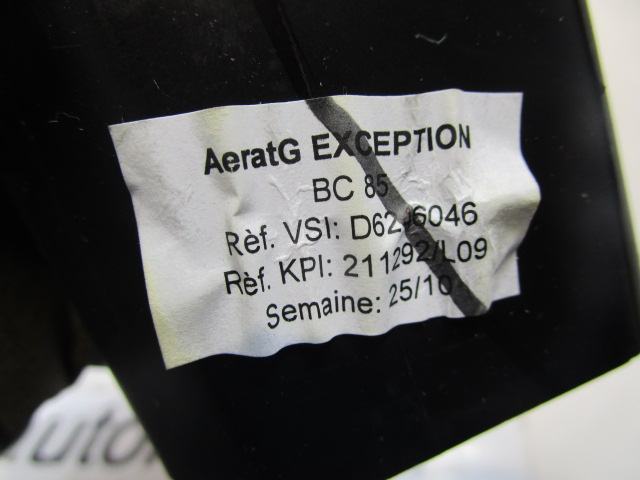 AeratG EXCEPTION
BC 85
Rèf. VSI:
Rèf. KPI: 211292/L09
Semaine: 25/10